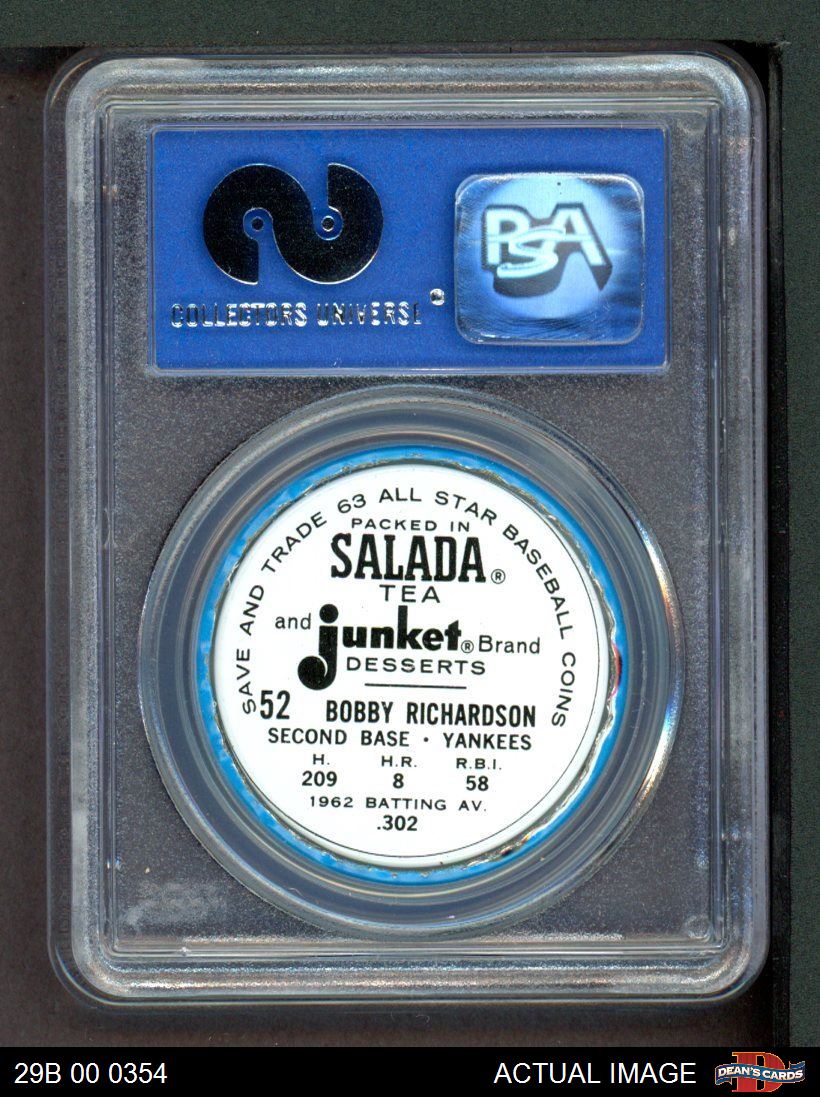 COLLECTORS UNIVERSE®
PSA
SAVE AND TRADE 63 ALL STAR BASEBALL COINS
PACKED IN
SALADA®
TEA
and junket® Brand
DESSERTS
52 BOBBY RICHARDSON
SECOND BASE • YANKEES
H. H.R. R.B.I.
209 8 58
1962 BATTING AV.
.302
29B 00 0354 ACTUAL IMAGE D DEAN'S CARDS